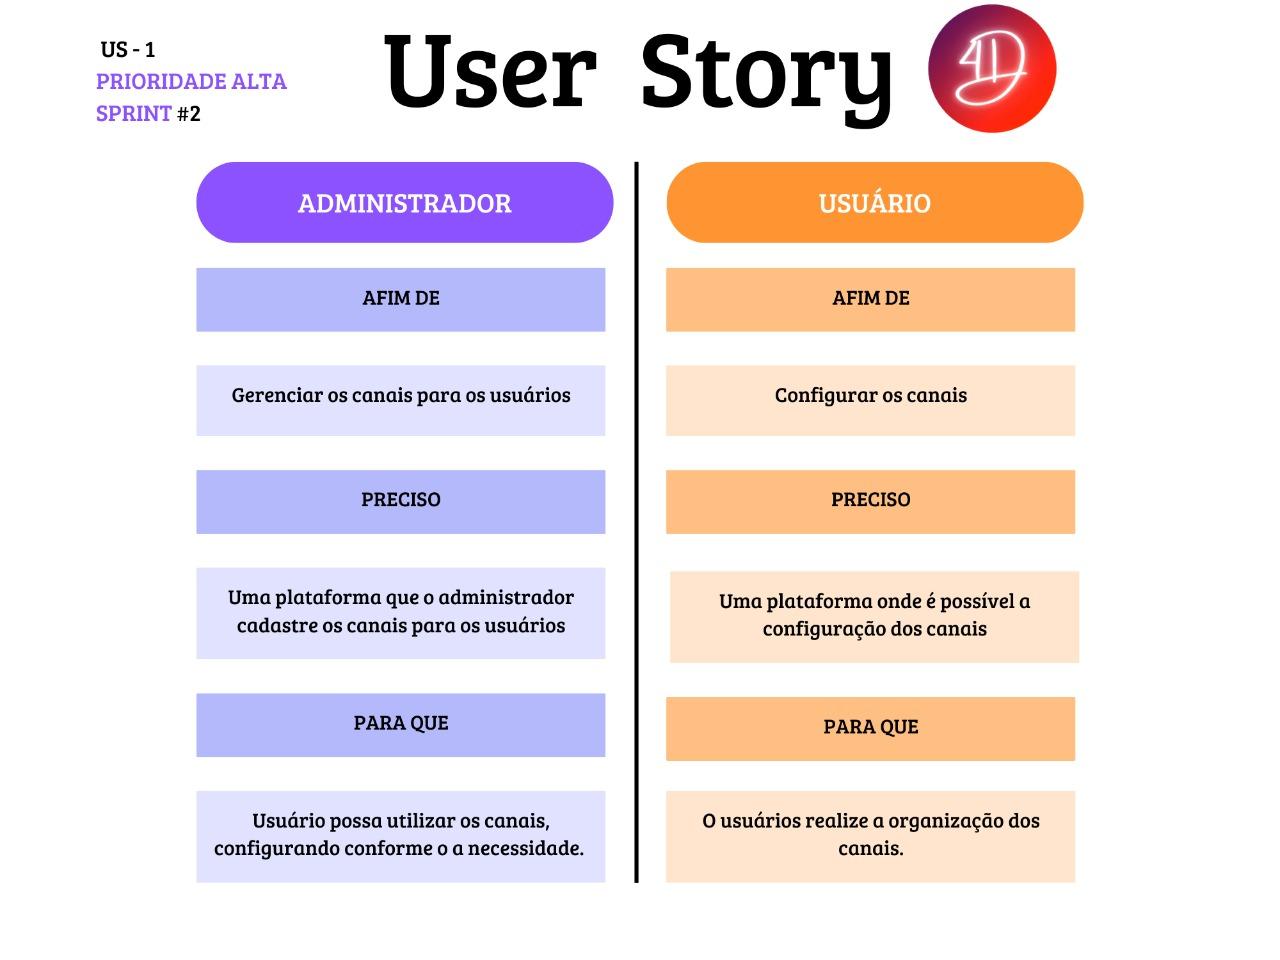 US - 1
PRIORIDADE ALTA
SPRINT #2
User Story
4D
ADMINISTRADOR
AFIM DE
Gerenciar os canais para os usuários
PRECISO
Uma plataforma que o administrador
cadastre os canais para os usuários
PARA QUE
Usuário possa utilizar os canais,
configurando conforme o a necessidade.
USUÁRIO
AFIM DE
Configurar os canais
PRECISO
Uma plataforma onde é possível a
configuração dos canais
PARA QUE
O usuários realize a organização dos
canais.